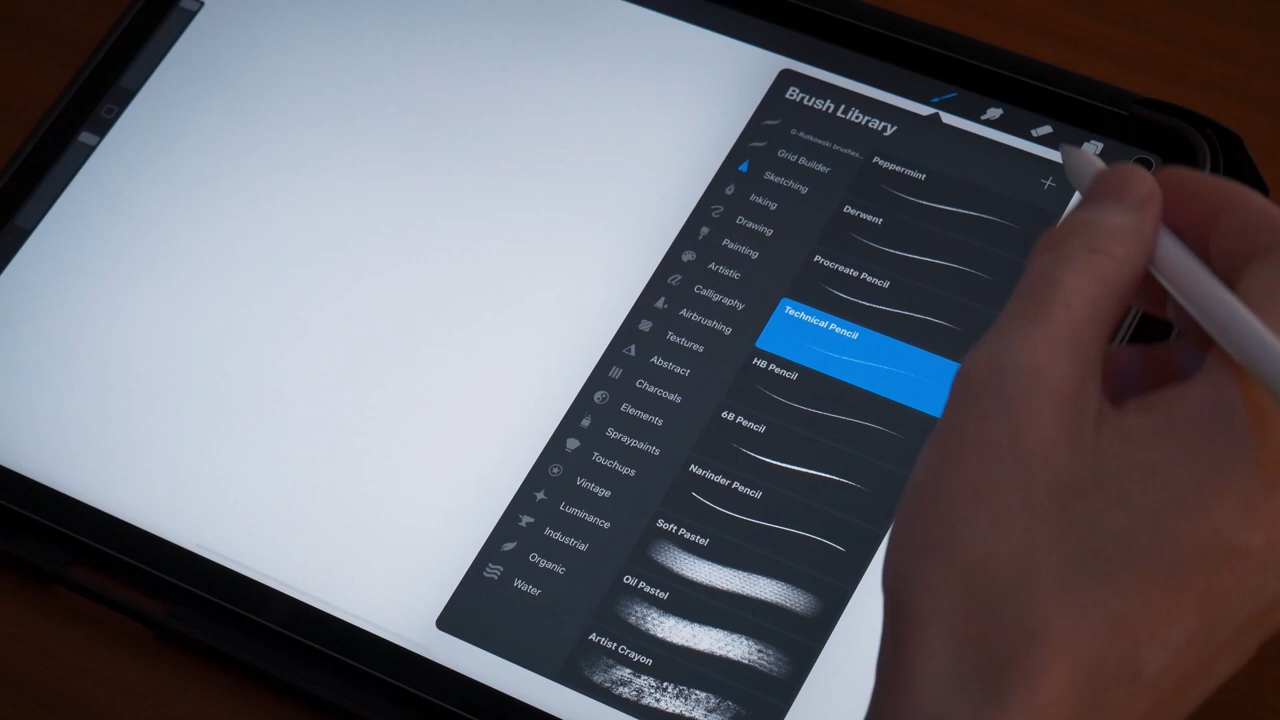 Brush Library
G-Rutkowski brushes...
Grid Builder
Sketching
Inking
Drawing
Painting
Artistic
Calligraphy
Airbrushing
Textures
Abstract
Charcoals
Elements
Spraypaints
Touchups
Vintage
Luminance
Industrial
Organic
Water
Peppermint
Derwent
Procreate Pencil
Technical Pencil
HB Pencil
6B Pencil
Narinder Pencil
Soft Pastel
Oil Pastel
Artist Crayon